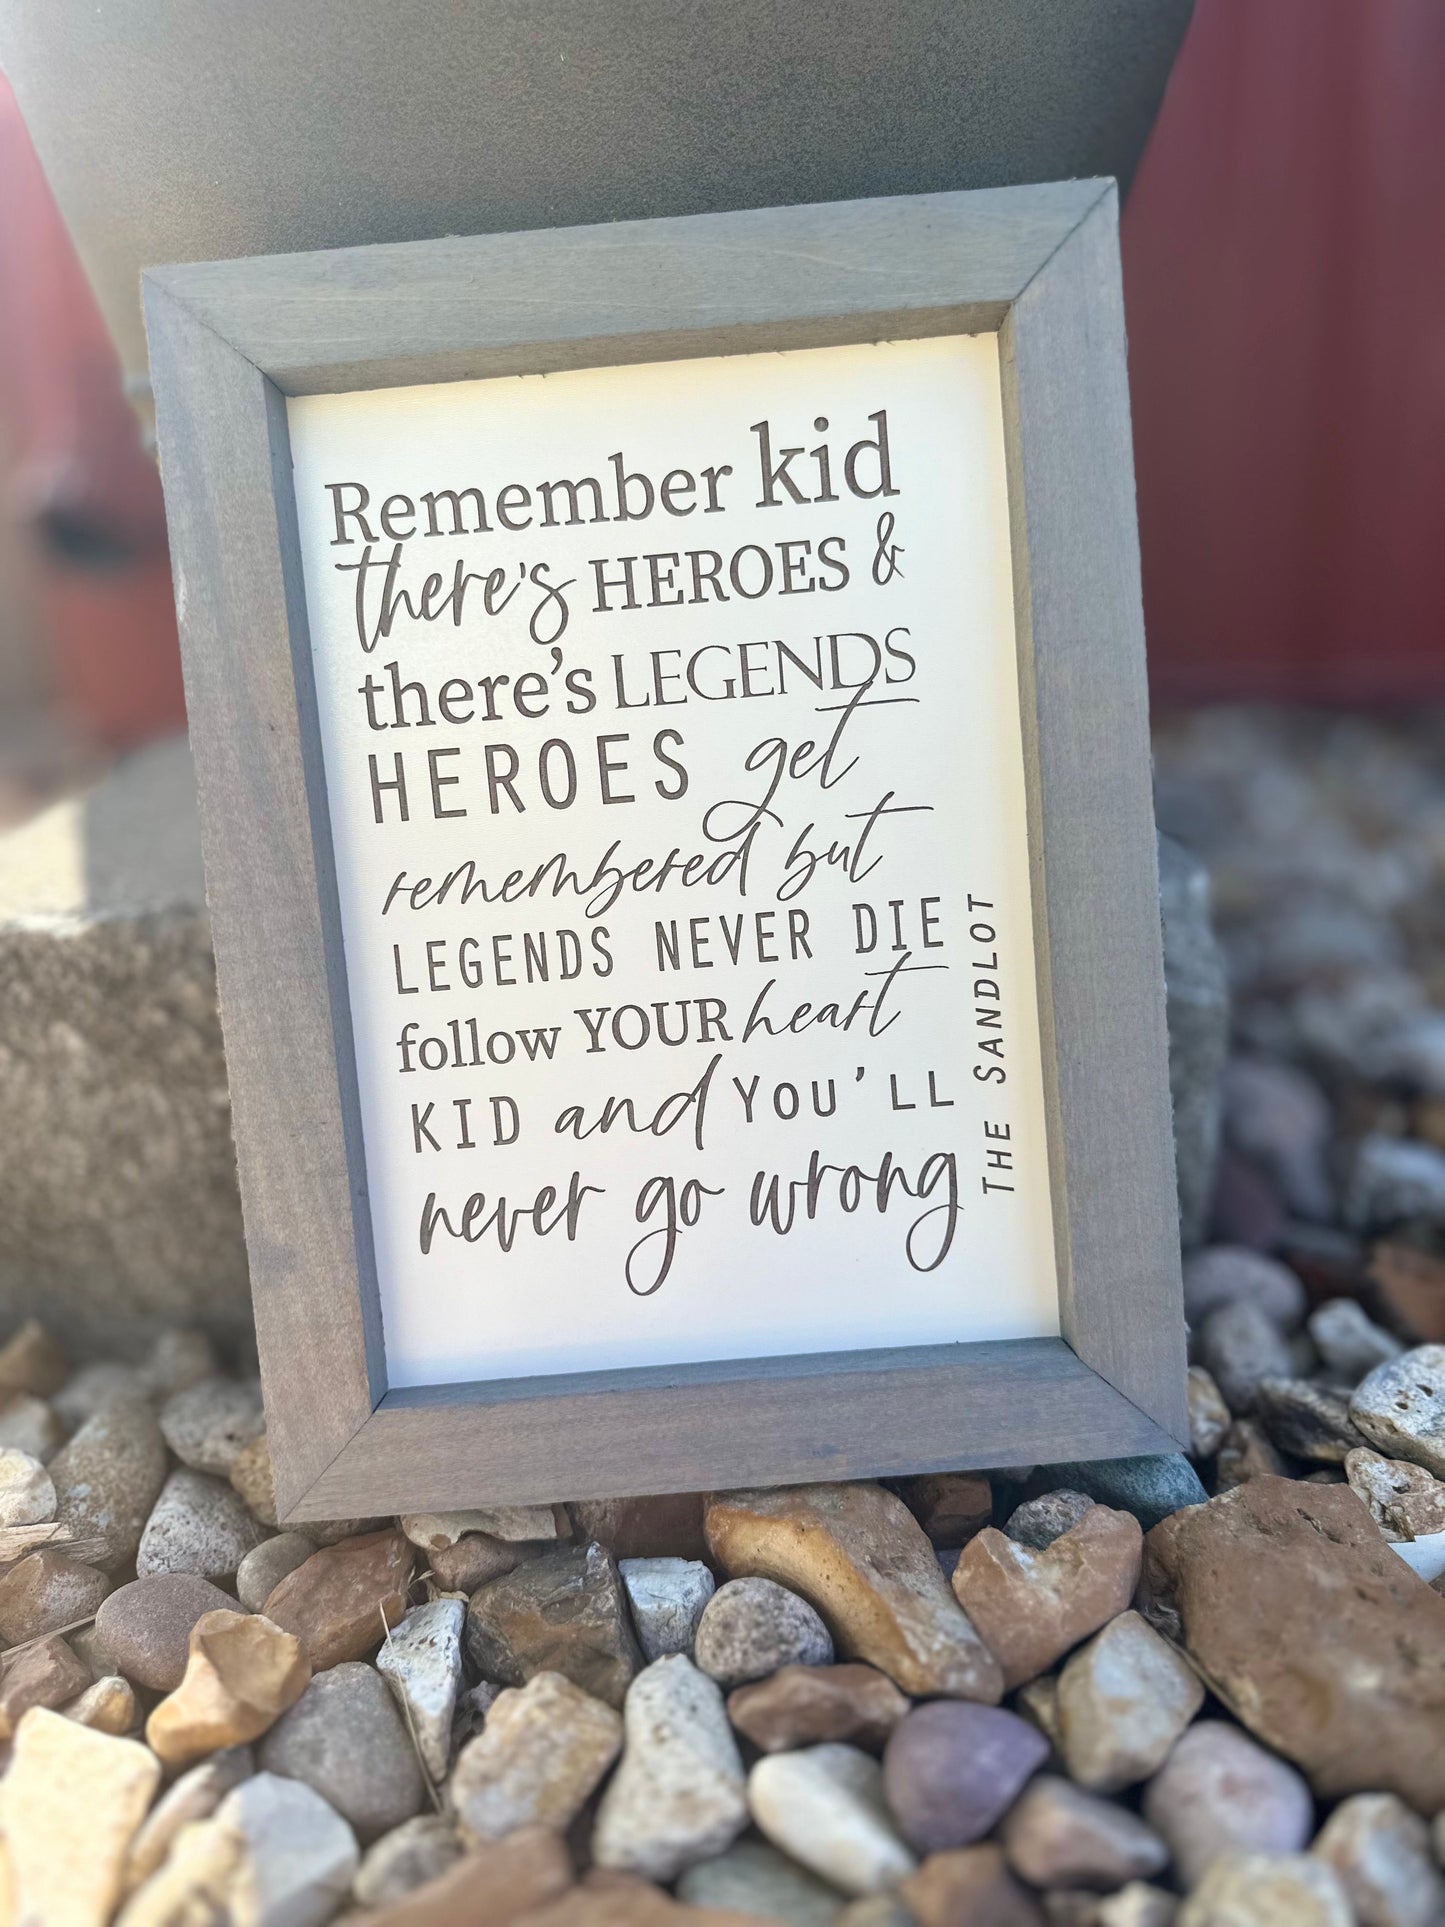 Remember kid
there's HEROES &
there's LEGENDS
HEROES get
remembered but
LEGENDS NEVER DIE
follow YOUR heart
KID and YOU'LL
never go wrong
THE SANDLOT